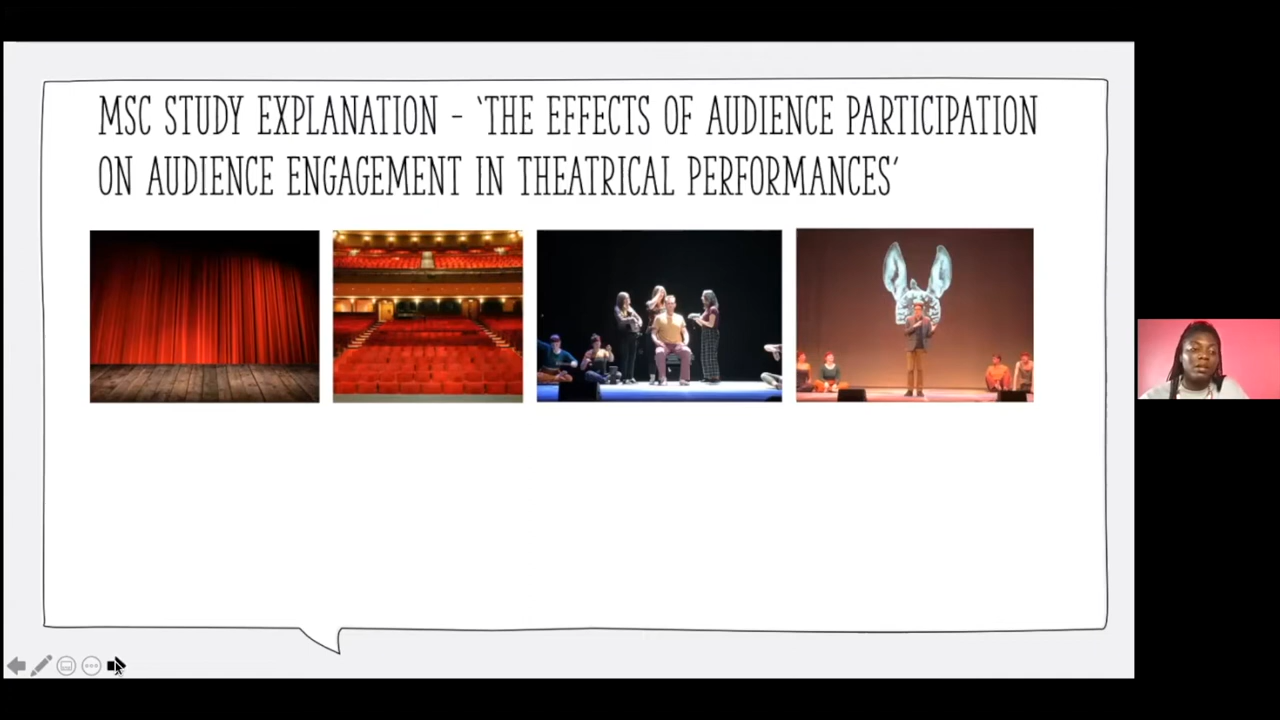 MSC STUDY EXPLANATION - ‘THE EFFECTS OF AUDIENCE PARTICIPATION
ON AUDIENCE ENGAGEMENT IN THEATRICAL PERFORMANCES’